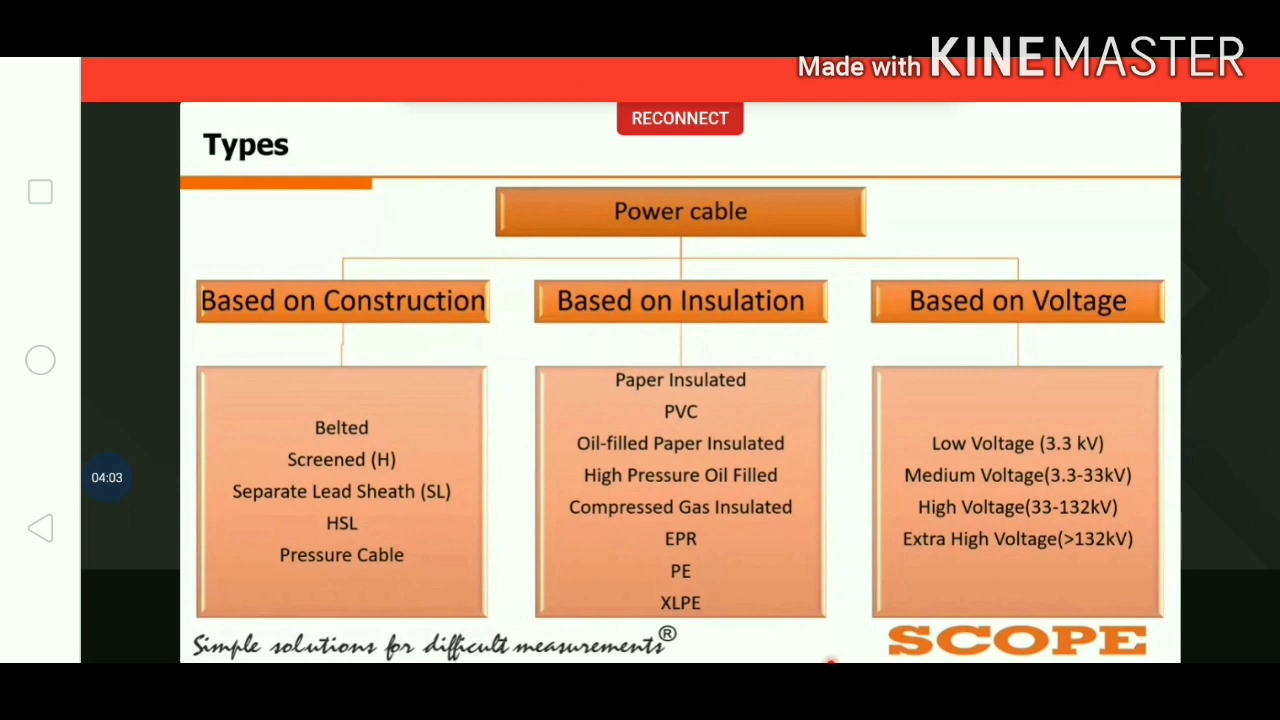 Made with KINEMASTER
RECONNECT
Types
Power cable
Based on Construction
Based on Insulation
Based on Voltage
Belted
Screened (H)
Separate Lead Sheath (SL)
HSL
Pressure Cable
Paper Insulated
PVC
Oil-filled Paper Insulated
High Pressure Oil Filled
Compressed Gas Insulated
EPR
PE
XLPE
Low Voltage (3.3 kV)
Medium Voltage(3.3-33kV)
High Voltage(33-132kV)
Extra High Voltage(>132kV)
04:03
Simple solutions for difficult measurements®
SCOPE